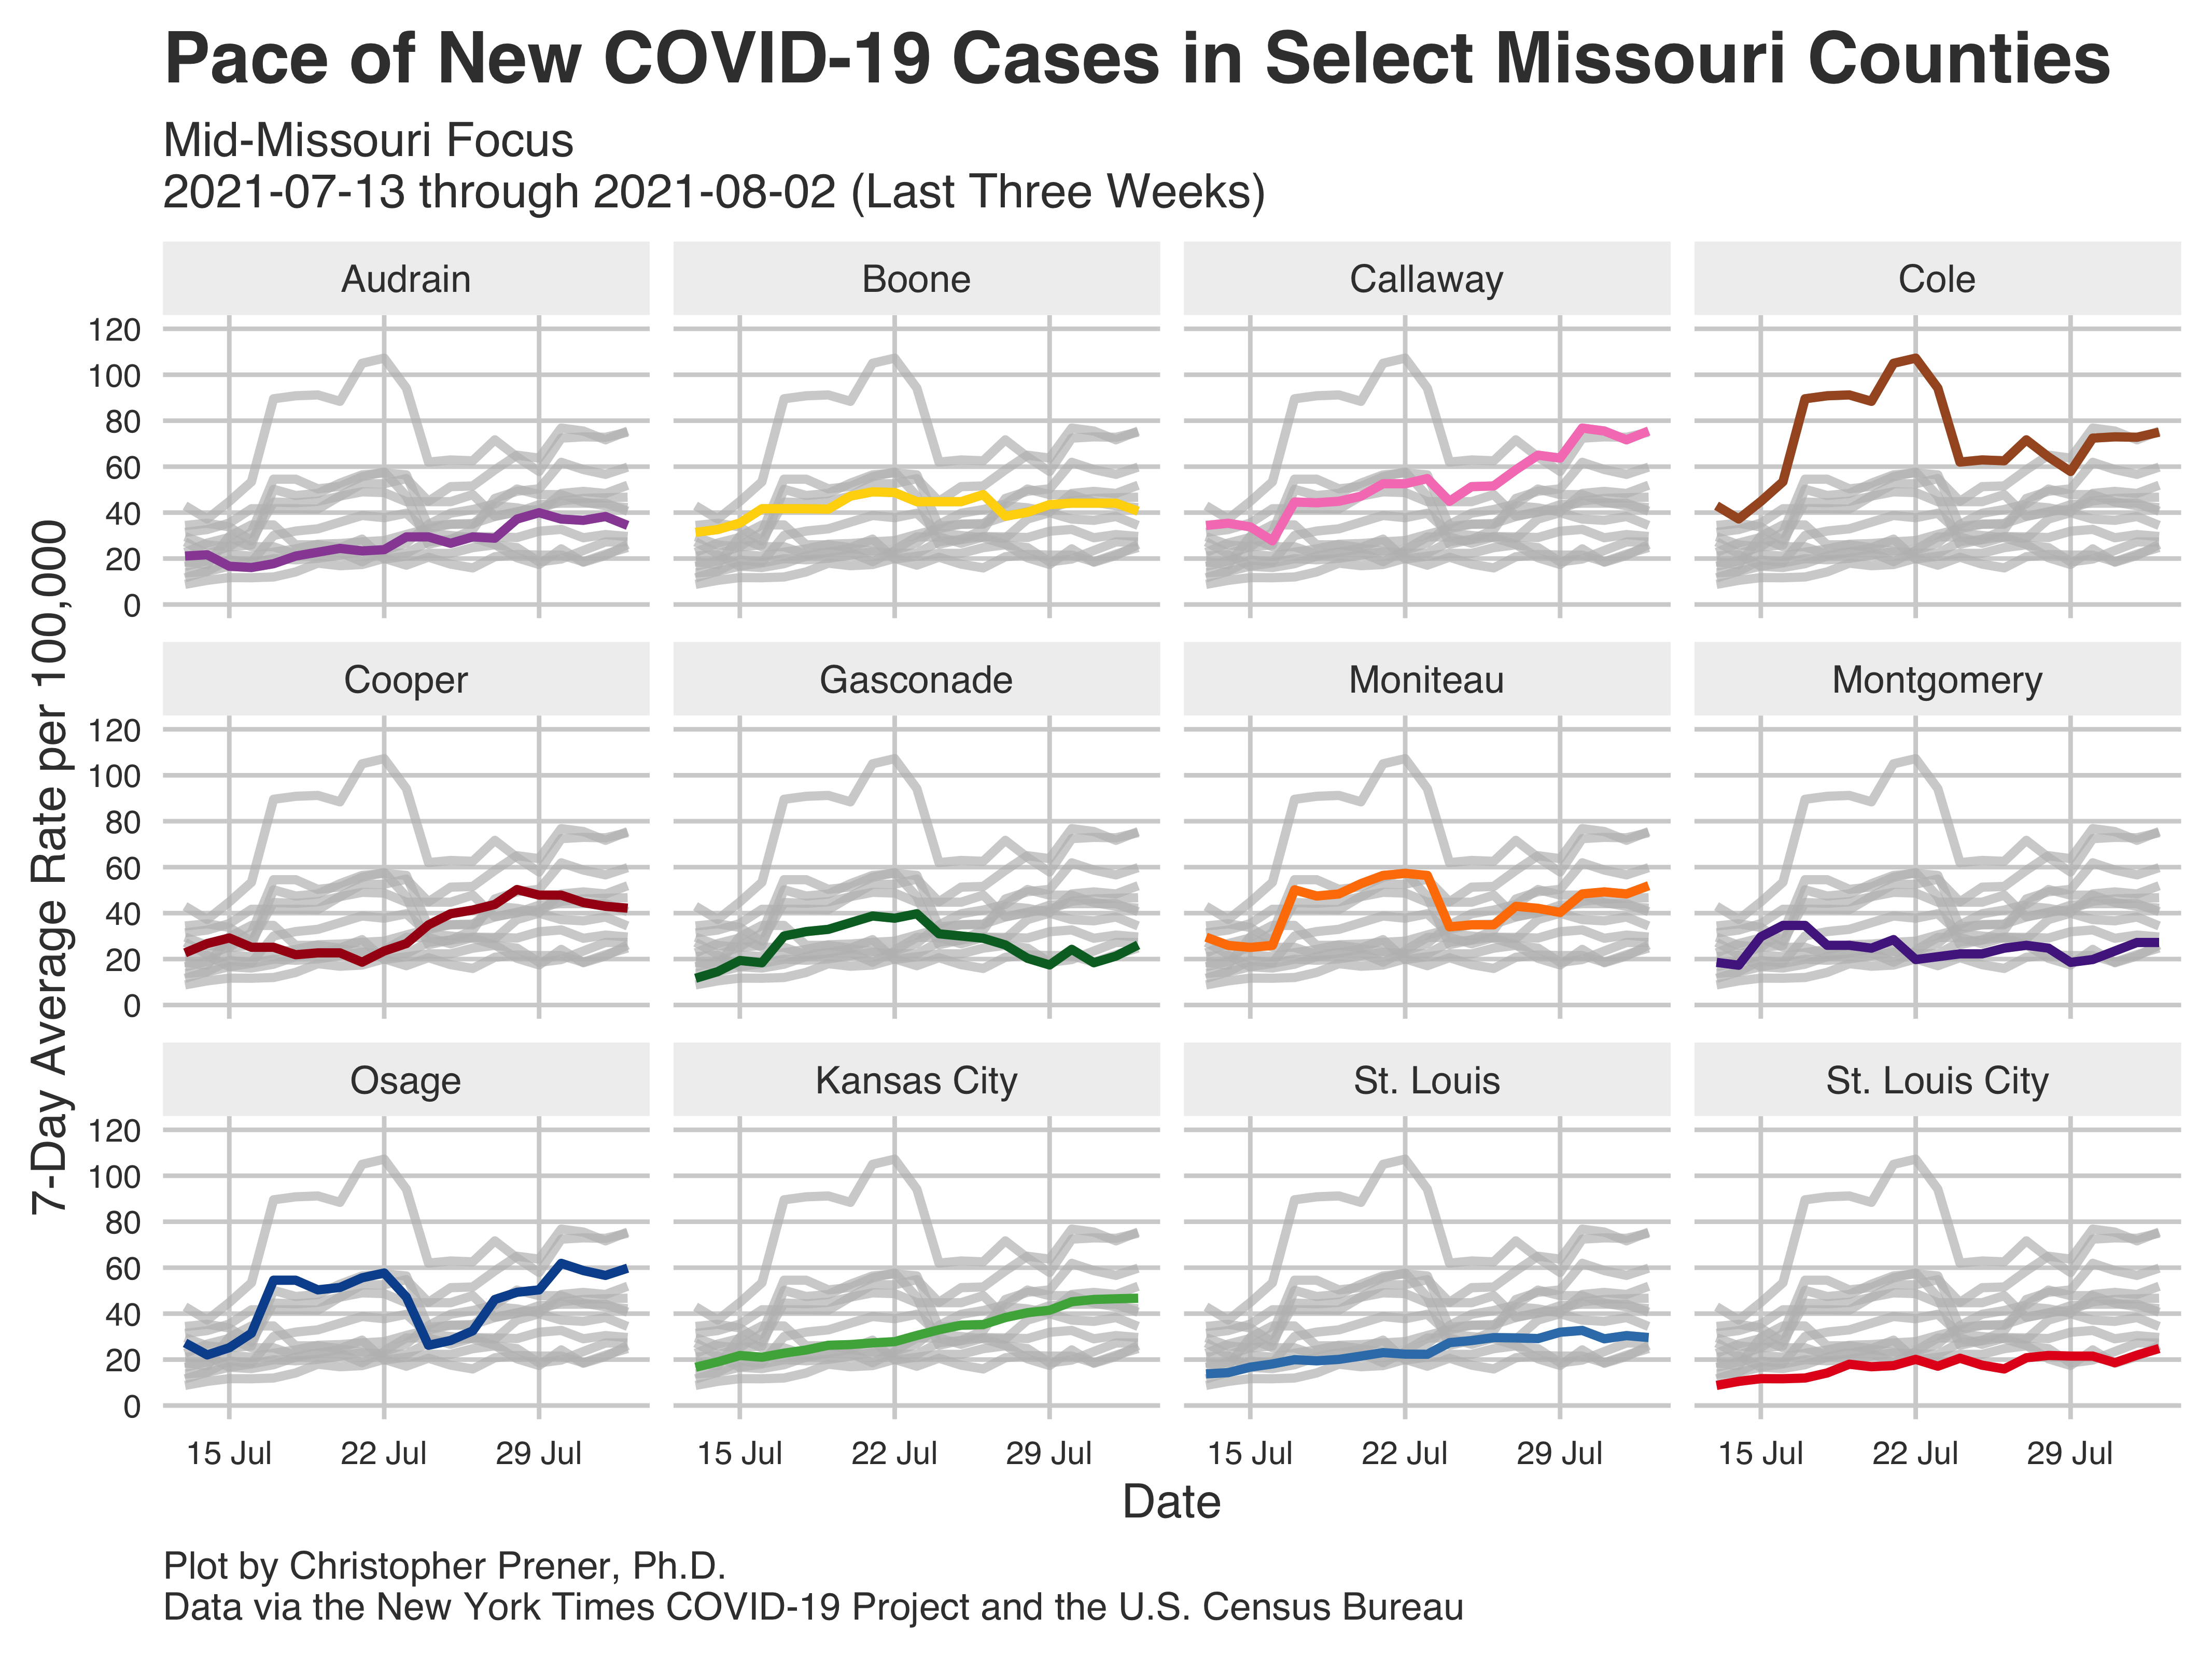 Pace of New COVID-19 Cases in Select Missouri Counties
Mid-Missouri Focus
2021-07-13 through 2021-08-02 (Last Three Weeks)
7-Day Average Rate per 100,000
Audrain
Boone
Callaway
Cole
120
100
80
60
40
20
0
Cooper
Gasconade
Moniteau
Montgomery
120
100
80
60
40
20
0
Osage
Kansas City
St. Louis
St. Louis City
120
100
80
60
40
20
0
15 Jul 22 Jul 29 Jul
15 Jul 22 Jul 29 Jul
15 Jul 22 Jul 29 Jul
15 Jul 22 Jul 29 Jul
Date
Plot by Christopher Prener, Ph.D.
Data via the New York Times COVID-19 Project and the U.S. Census Bureau